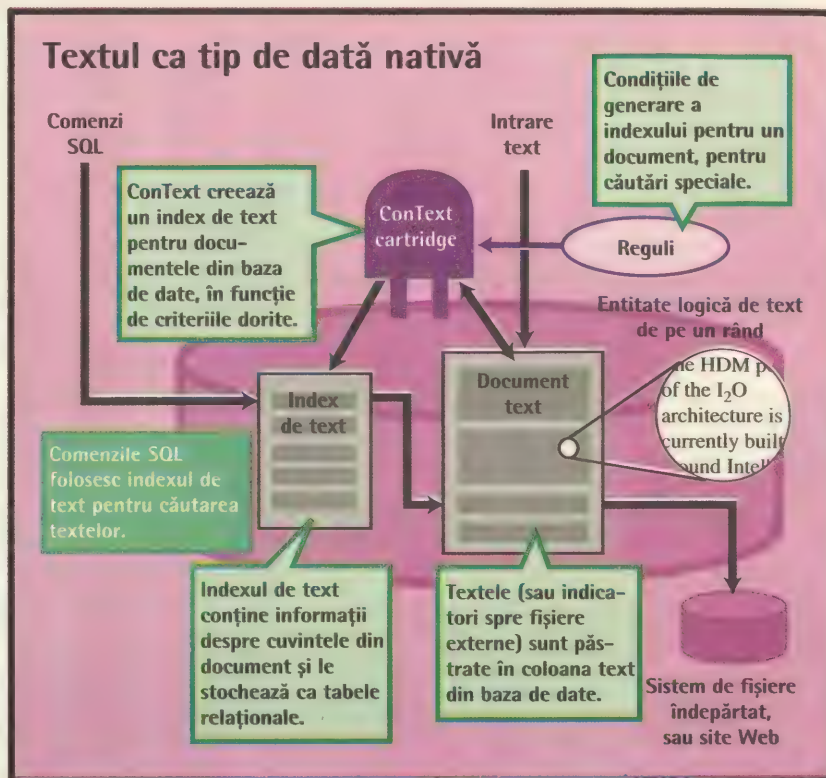 Textul ca tip de dată nativă
Comenzi
SQL
ConText creează
un index de text
pentru docu-
mentele din baza
de date, în funcție
de criteriile dorite.
ConText
cartridge
Intrare
text
Condițiile de
generare a
indexului pentru un
document, pentru
căutări speciale.
Reguli
Entitate logică de text
de pe un rând
he HDM p
of the I₂O
architecture is
currently built
ound Intel
Index
de text
Document
text
Comenzile SQL
folosesc indexul de
text pentru căutarea
textelor.
Indexul de text
conține informații
despre cuvintele din
document și le
stochează ca tabele
relaționale.
Textele (sau indica-
tori spre fișiere
externe) sunt păs-
trate în coloana text
din baza de date.
Sistem de fișiere
îndepărtat,
sau site Web